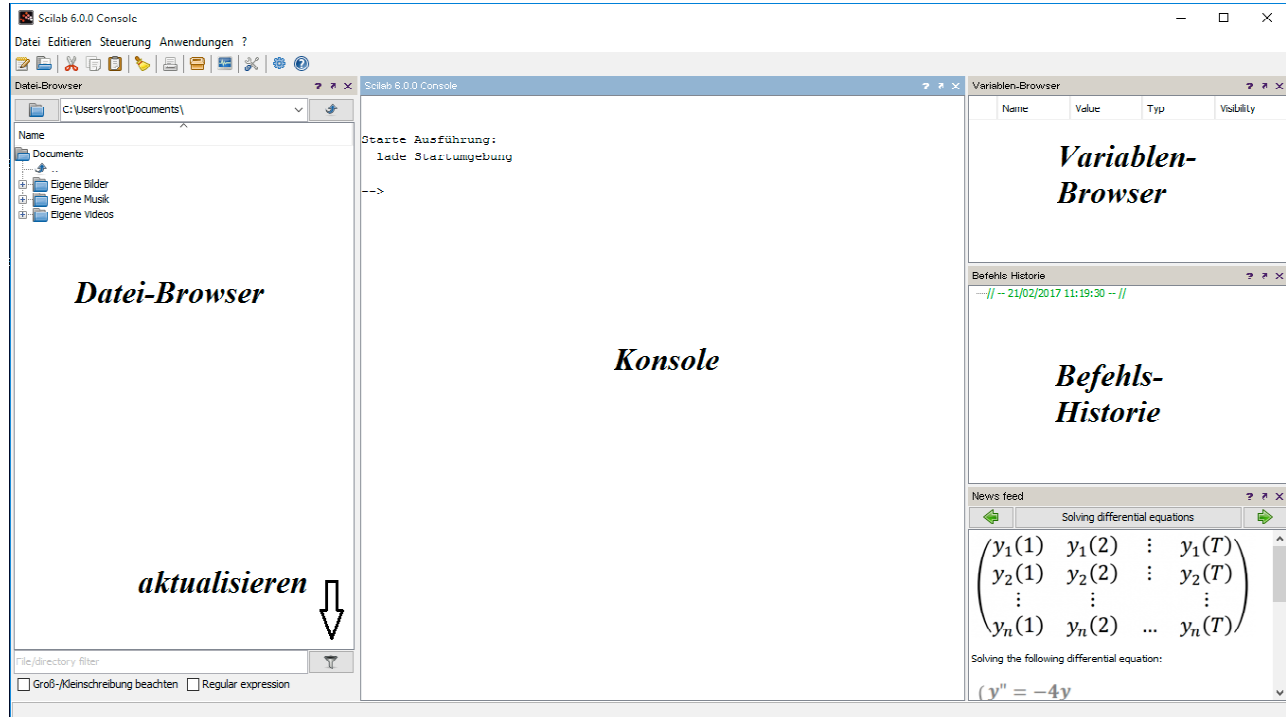 Scilab 6.0.0 Console
Datei Editieren Steuerung Anwendungen ?
Datei-Browser
C:\Users\root\Documents\
Name
Documents
..
Eigene Bilder
Eigene Musik
Eigene Videos
Datei-Browser
aktualisieren
File/directory filter
Groß-/Kleinschreibung beachten Regular expression
Scilab 6.0.0 Console
Starte Ausführung:
lade Startumgebung
-->
Konsole
Variablen-Browser
Name Value Typ Visibility
Variablen-
Browser
Befehls Historie
// -- 21/02/2017 11:19:30 -- //
Befehls-
Historie
News feed
Solving differential equations
y₁(1) y₁(2) ⋮ y₁(T)
y₂(1) y₂(2) ⋮ y₂(T)
⋮ ⋮ ⋮
yₙ(1) yₙ(2) … yₙ(T)
Solving the following differential equation:
( y" = −4y